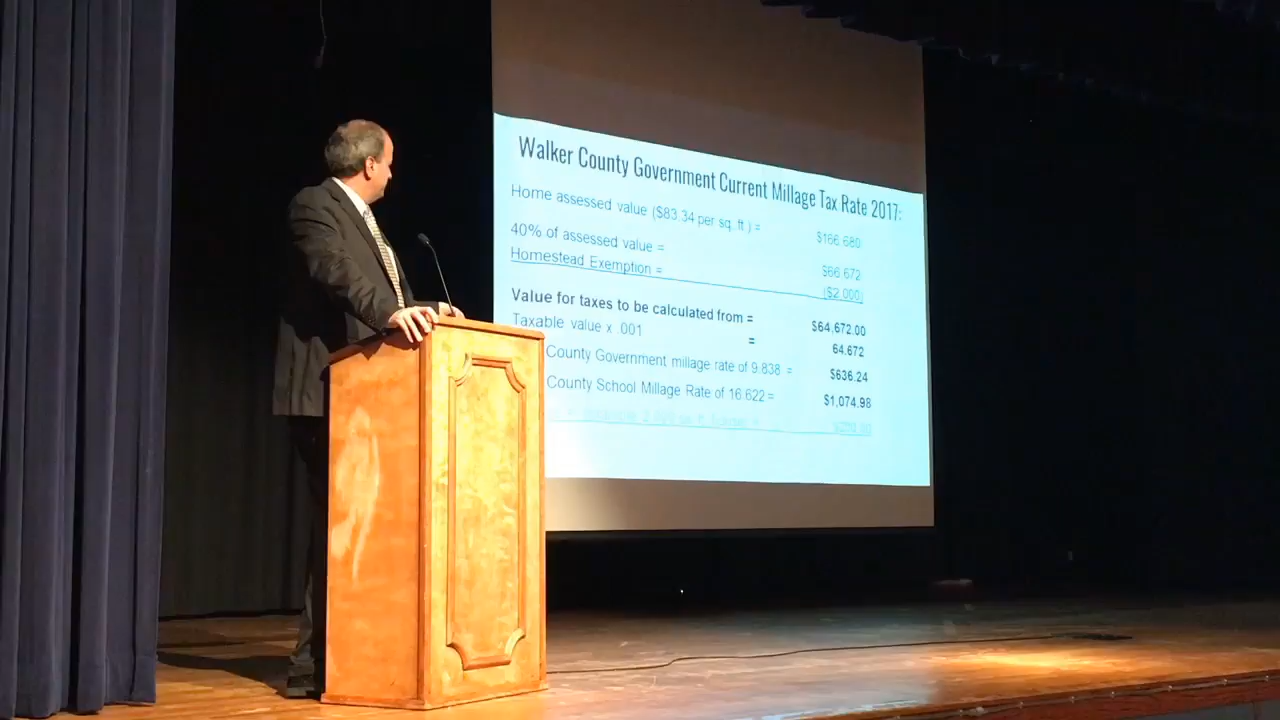 Walker County Government Current Millage Tax Rate 2017:
Home assessed value ($83.34 per sq. ft ) = $166,680
40% of assessed value = $66,672
Homestead Exemption = ($2,000)
Value for taxes to be calculated from = $64,672.00
Taxable value x .001 = 64.672
County Government millage rate of 9.838 = $636.24
County School Millage Rate of 16.622 = $1,074.98